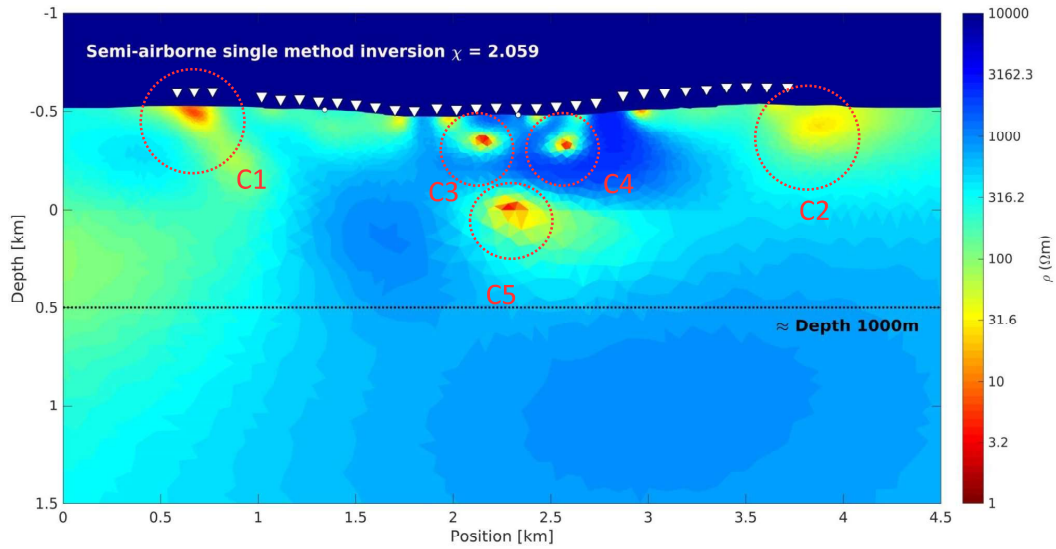 -1
-0.5
0
0.5
1
1.5
Depth [km]
Semi-airborne single method inversion χ = 2.059
C1
C3
C4
C2
C5
≈ Depth 1000m
0
0.5
1
1.5
2
2.5
3
3.5
4
4.5
Position [km]
10000
3162.3
1000
316.2
100
31.6
10
3.2
1
ρ (Ωm)